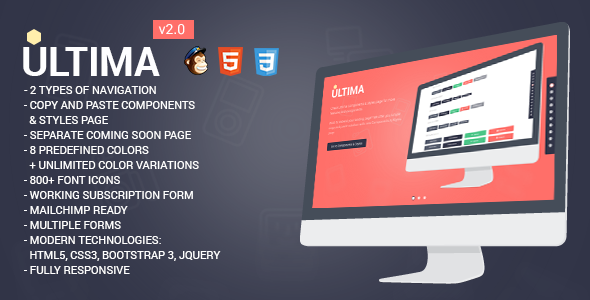 v2.0
ULTIMA
- 2 TYPES OF NAVIGATION
- COPY AND PASTE COMPONENTS
& STYLES PAGE
- SEPARATE COMING SOON PAGE
- 8 PREDEFINED COLORS
+ UNLIMITED COLOR VARIATIONS
- 800+ FONT ICONS
- WORKING SUBSCRIPTION FORM
- MAILCHIMP READY
- MULTIPLE FORMS
- MODERN TECHNOLOGIES:
HTML5, CSS3, BOOTSTRAP 3, JQUERY
- FULLY RESPONSIVE
5
3
ULTIMA